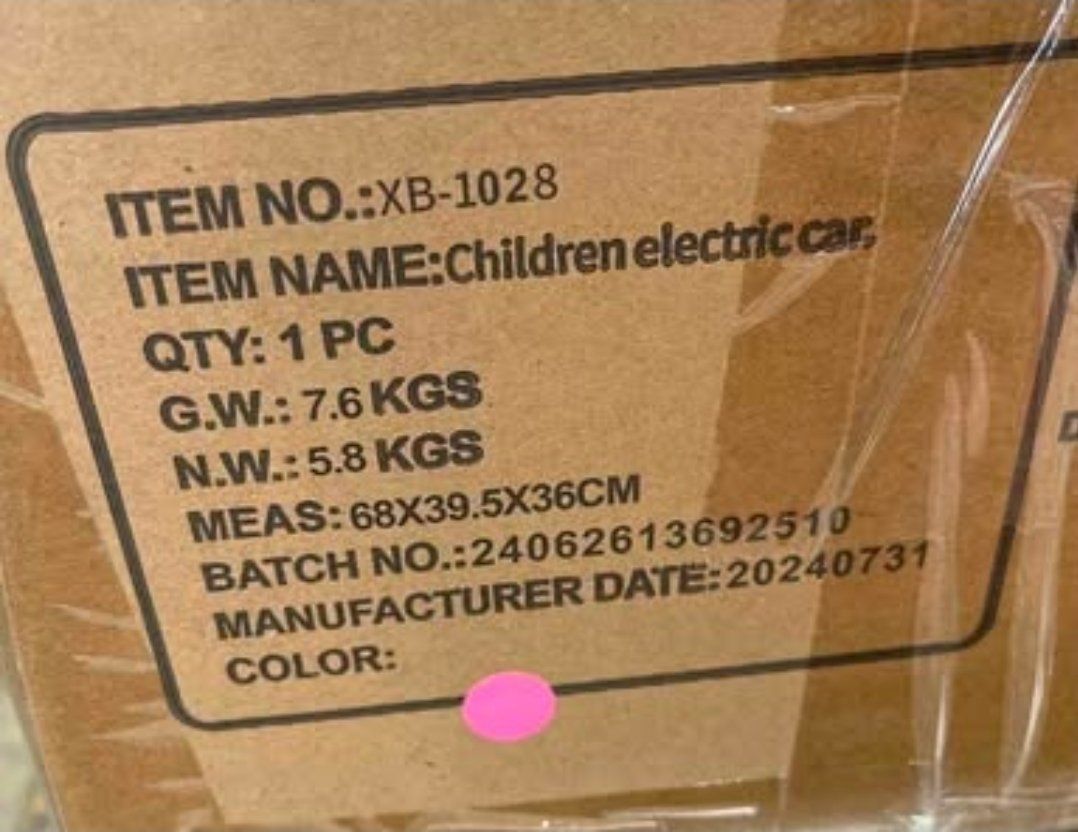 ITEM NO.:XB-1028
ITEM NAME:Children electric car.
QTY: 1 PC
G.W.: 7.6 KGS
N.W.: 5.8 KGS
MEAS: 68X39.5X36CM
BATCH NO.:24062613692510
MANUFACTURER DATE:20240731
COLOR: